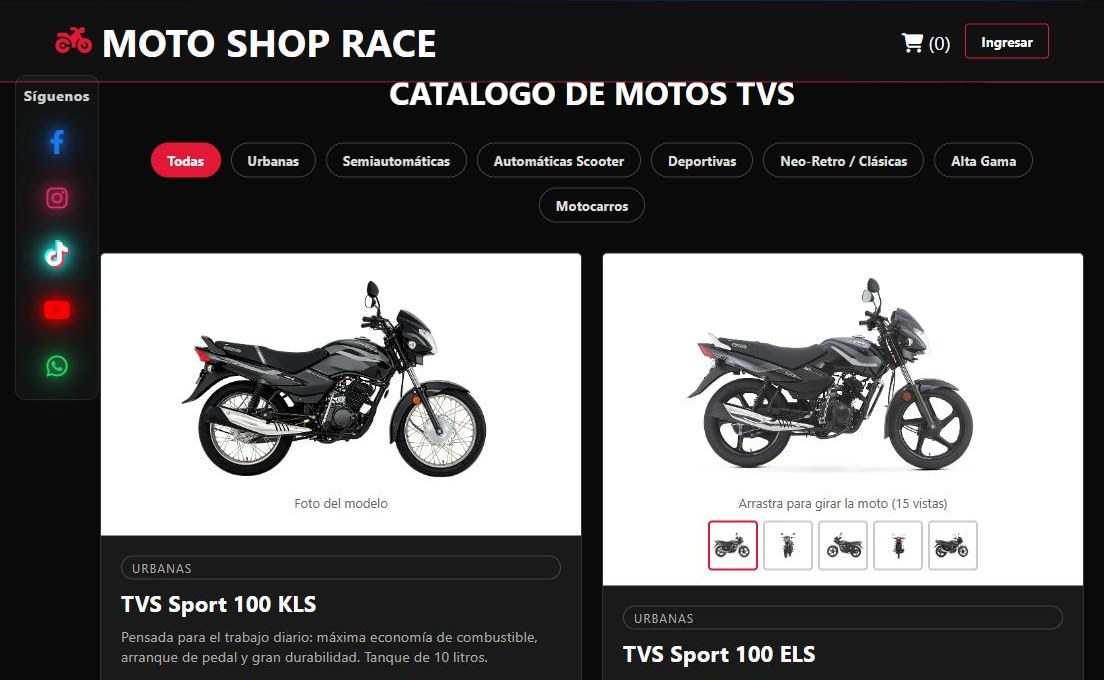 MOTO SHOP RACE
(0)
Ingresar
Síguenos
CATALOGO DE MOTOS TVS
Todas
Urbanas
Semiautomáticas
Automáticas Scooter
Deportivas
Neo-Retro / Clásicas
Alta Gama
Motocarros
Foto del modelo
URBANAS
TVS Sport 100 KLS
Pensada para el trabajo diario: máxima economía de combustible,
arranque de pedal y gran durabilidad. Tanque de 10 litros.
Arrastra para girar la moto (15 vistas)
URBANAS
TVS Sport 100 ELS